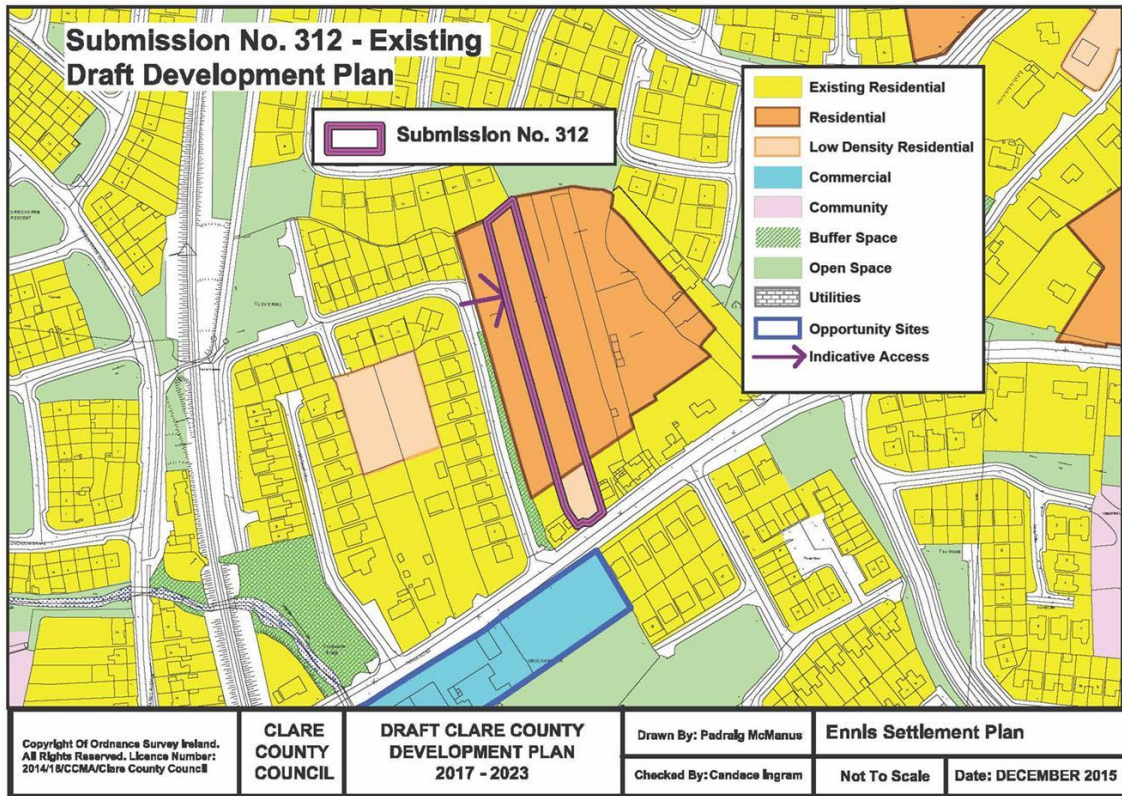 Submission No. 312 - Existing
Draft Development Plan
Submission No. 312
Existing Residential
Residential
Low Density Residential
Commercial
Community
Buffer Space
Open Space
Utilities
Opportunity Sites
Indicative Access
Copyright Of Ordnance Survey Ireland.
All Rights Reserved. Licence Number:
2014/16/CCMA/Clare County Council
CLARE
COUNTY
COUNCIL
DRAFT CLARE COUNTY
DEVELOPMENT PLAN
2017 - 2023
Drawn By: Padraig McManus
Checked By: Candace Ingram
Ennis Settlement Plan
Not To Scale
Date: DECEMBER 2015